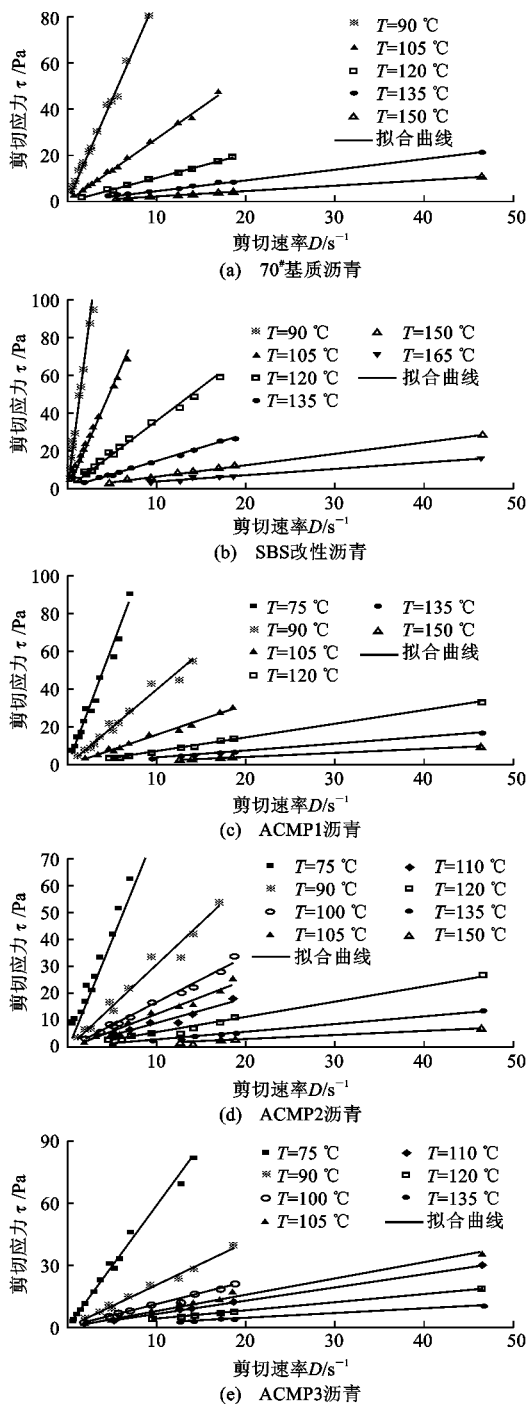 80
60
40
20
0
剪切应力 τ /Pa
T=90 ℃
T=105 ℃
T=120 ℃
T=135 ℃
T=150 ℃
拟合曲线
10 20 30 40 50
剪切速率D/s⁻¹
(a) 70#基质沥青
100
80
60
40
20
0
剪切应力 τ /Pa
T=90 ℃ T=150 ℃
T=105 ℃ T=165 ℃
T=120 ℃ 拟合曲线
T=135 ℃
10 20 30 40 50
剪切速率D/s⁻¹
(b) SBS改性沥青
100
80
60
40
20
0
剪切应力 τ /Pa
T=75 ℃ T=135 ℃
T=90 ℃ T=150 ℃
T=105 ℃ 拟合曲线
T=120 ℃
10 20 30 40 50
剪切速率D/s⁻¹
(c) ACMP1沥青
70
60
50
40
30
20
10
0
剪切应力 τ /Pa
T=75 ℃ T=110 ℃
T=90 ℃ T=120 ℃
T=100 ℃ T=135 ℃
T=105 ℃ T=150 ℃
拟合曲线
10 20 30 40 50
剪切速率D/s⁻¹
(d) ACMP2沥青
90
60
30
0
剪切应力 τ /Pa
T=75 ℃ T=110 ℃
T=90 ℃ T=120 ℃
T=100 ℃ T=135 ℃
T=105 ℃ 拟合曲线
10 20 30 40 50
剪切速率D/s⁻¹
(e) ACMP3沥青